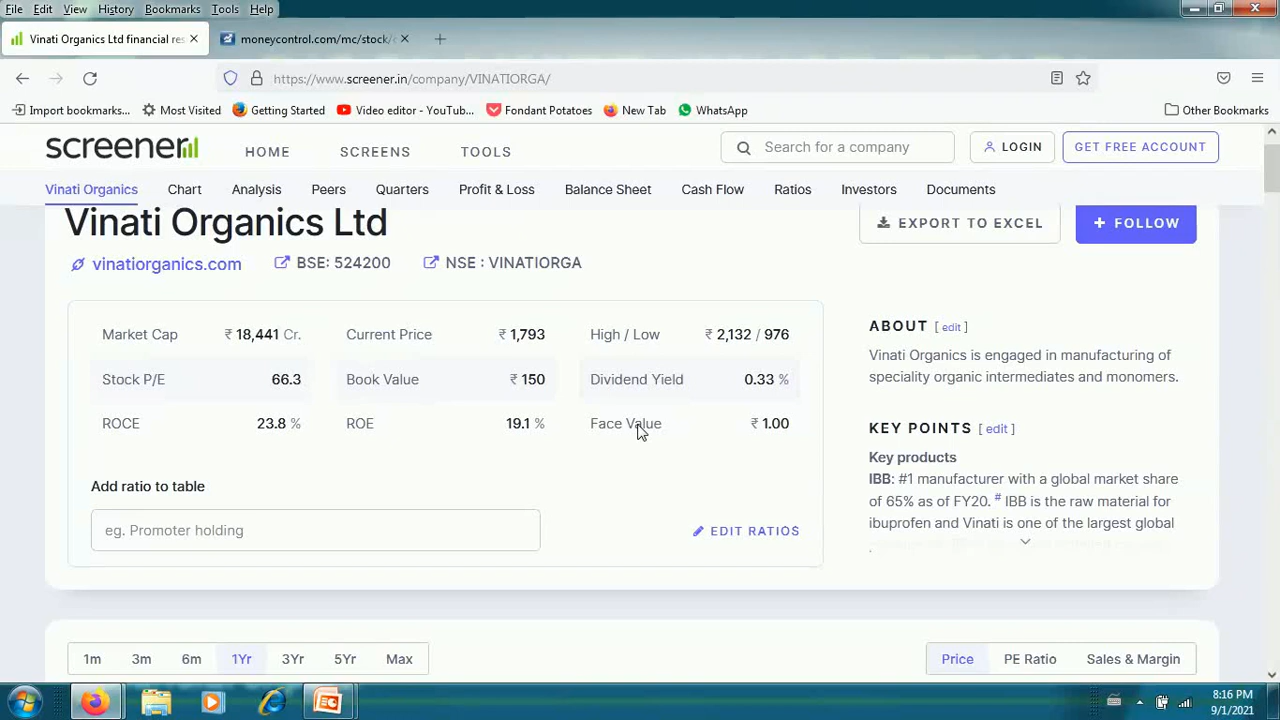 File Edit View History Bookmarks Tools Help
Vinati Organics Ltd financial res
moneycontrol.com/mc/stock/
https://www.screener.in/company/VINATIORGA/
Import bookmarks... Most Visited Getting Started Video editor - YouTub... Fondant Potatoes New Tab WhatsApp Other Bookmarks
screener HOME SCREENS TOOLS Search for a company LOGIN GET FREE ACCOUNT
Vinati Organics Chart Analysis Peers Quarters Profit & Loss Balance Sheet Cash Flow Ratios Investors Documents
Vinati Organics Ltd EXPORT TO EXCEL + FOLLOW
vinatiorganics.com BSE: 524200 NSE : VINATIORGA
Market Cap ₹ 18,441 Cr. Current Price ₹ 1,793 High / Low ₹ 2,132 / 976
Stock P/E 66.3 Book Value ₹ 150 Dividend Yield 0.33 %
ROCE 23.8 % ROE 19.1 % Face Value ₹ 1.00
Add ratio to table
eg. Promoter holding EDIT RATIOS
ABOUT [ edit ]
Vinati Organics is engaged in manufacturing of
speciality organic intermediates and monomers.
KEY POINTS [ edit ]
Key products
IBB: #1 manufacturer with a global market share
of 65% as of FY20. # IBB is the raw material for
ibuprofen and Vinati is one of the largest global
1m 3m 6m 1Yr 3Yr 5Yr Max Price PE Ratio Sales & Margin
8:16 PM
9/1/2021